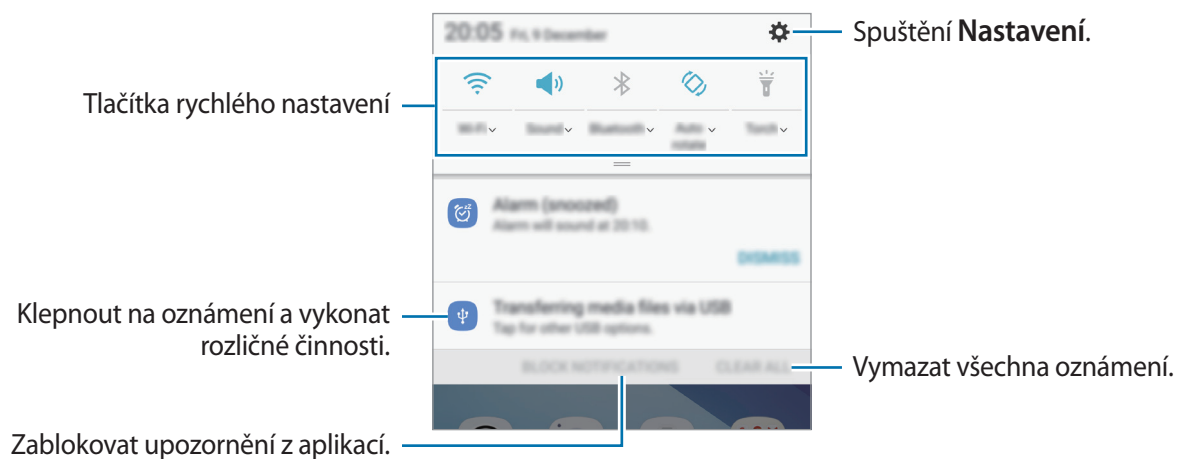 20:05 Fri, 9 December
Spuštění Nastavení.
Tlačítka rychlého nastavení
Wi-Fi
Sound
Bluetooth
Auto
rotate
Torch
Alarm (snoozed)
Alarm will sound at 20:10.
DISMISS
Klepnout na oznámení a vykonat
rozličné činnosti.
Transferring media files via USB
Tap for other USB options.
BLOCK NOTIFICATIONS
CLEAR ALL
Vymazat všechna oznámení.
Zablokovat upozornění z aplikací.